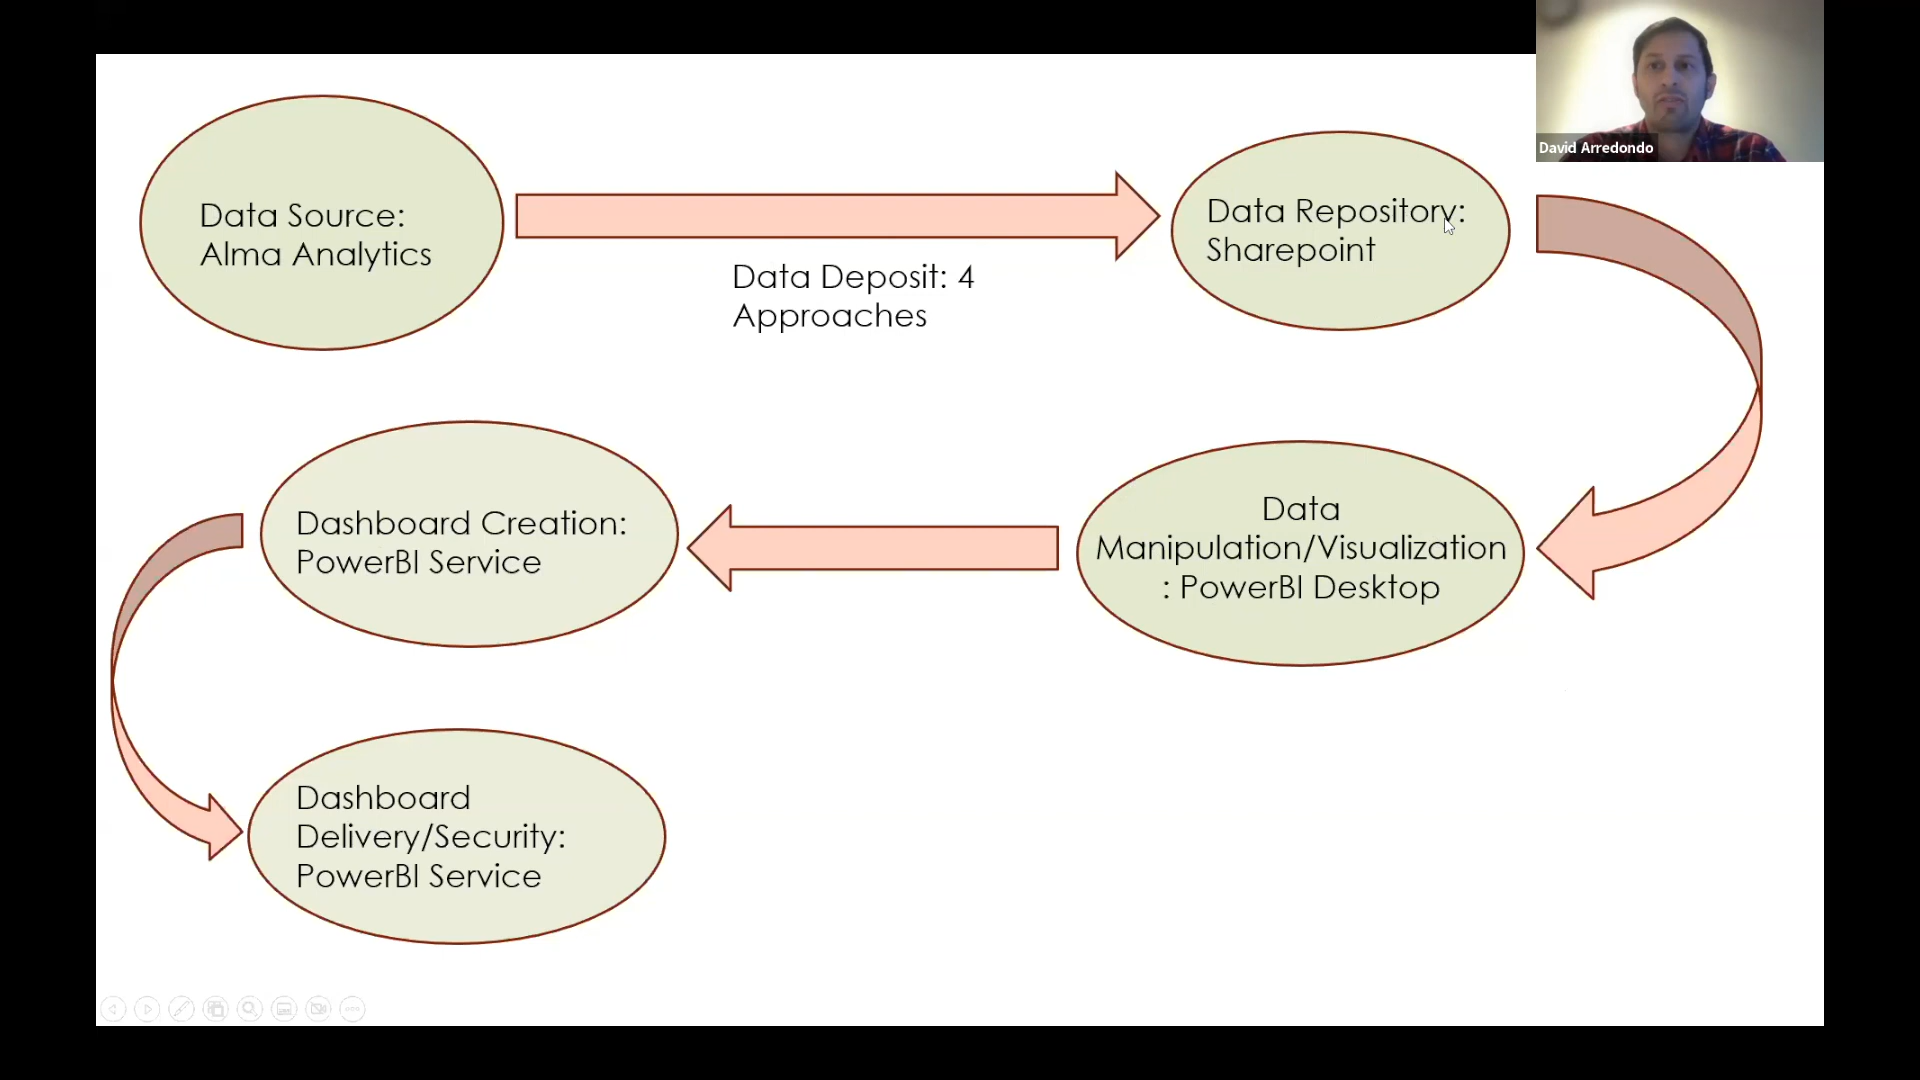 David Arredondo
Data Source:
Alma Analytics
Data Deposit: 4
Approaches
Data Repository:
Sharepoint
Dashboard Creation:
PowerBI Service
Data
Manipulation/Visualization
: PowerBI Desktop
Dashboard
Delivery/Security:
PowerBI Service